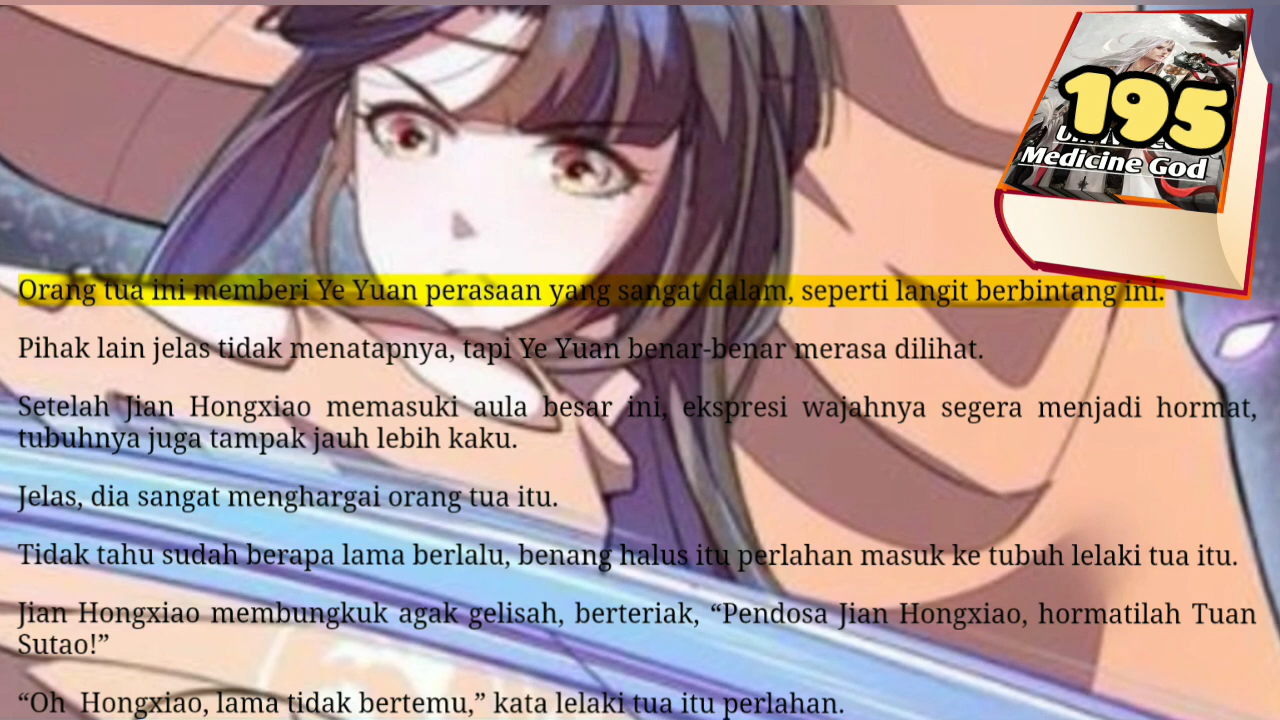 195
Medicine God
Orang tua ini memberi Ye Yuan perasaan yang sangat dalam, seperti langit berbintang ini.
Pihak lain jelas tidak menatapnya, tapi Ye Yuan benar-benar merasa dilihat.
Setelah Jian Hongxiao memasuki aula besar ini, ekspresi wajahnya segera menjadi hormat,
tubuhnya juga tampak jauh lebih kaku.
Jelas, dia sangat menghargai orang tua itu.
Tidak tahu sudah berapa lama berlalu, benang halus itu perlahan masuk ke tubuh lelaki tua itu.
Jian Hongxiao membungkuk agak gelisah, berteriak, “Pendosa Jian Hongxiao, hormatilah Tuan
Sutao!”
“Oh  Hongxiao, lama tidak bertemu,” kata lelaki tua itu perlahan.